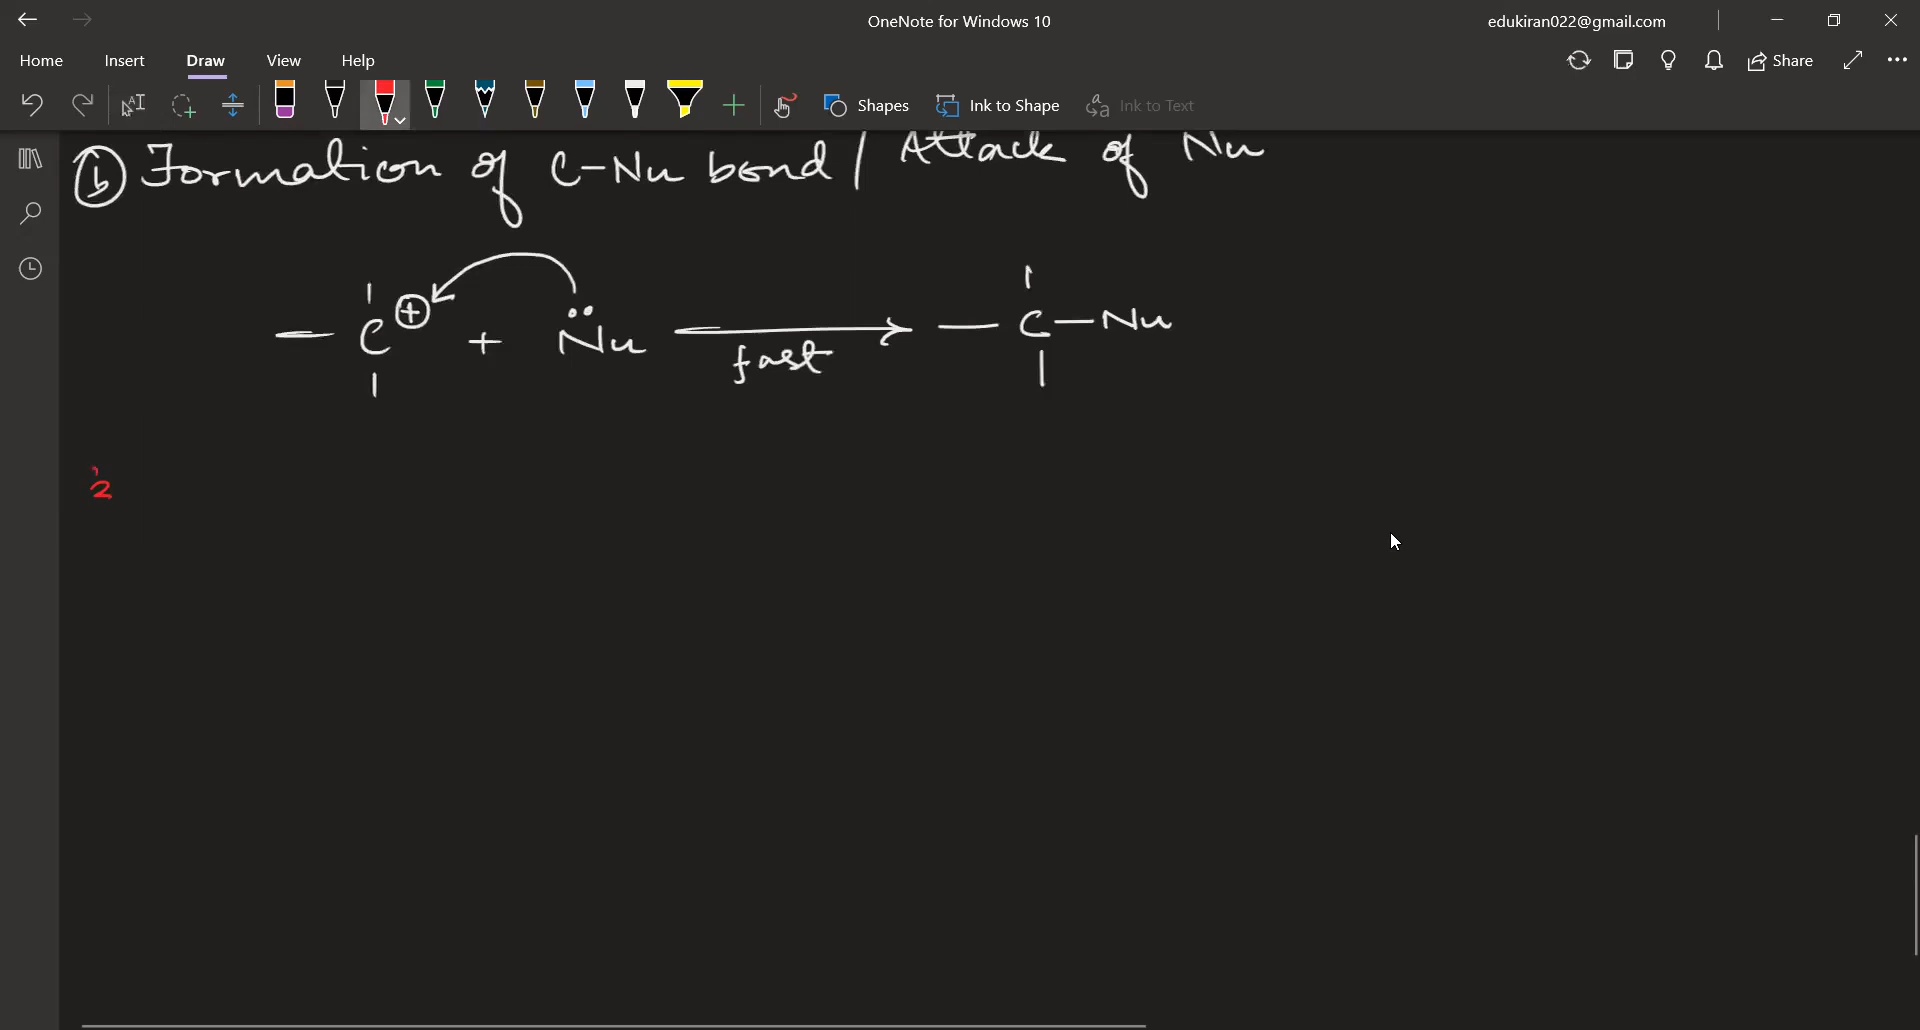 OneNote for Windows 10
edukiran022@gmail.com
Home Insert Draw View Help
Share
Shapes Ink to Shape Ink to Text
ⓑ Formation of C-Nu bond / Attack of Nu
— C⊕ + N̈u ⟶ — C — Nu
fast
2